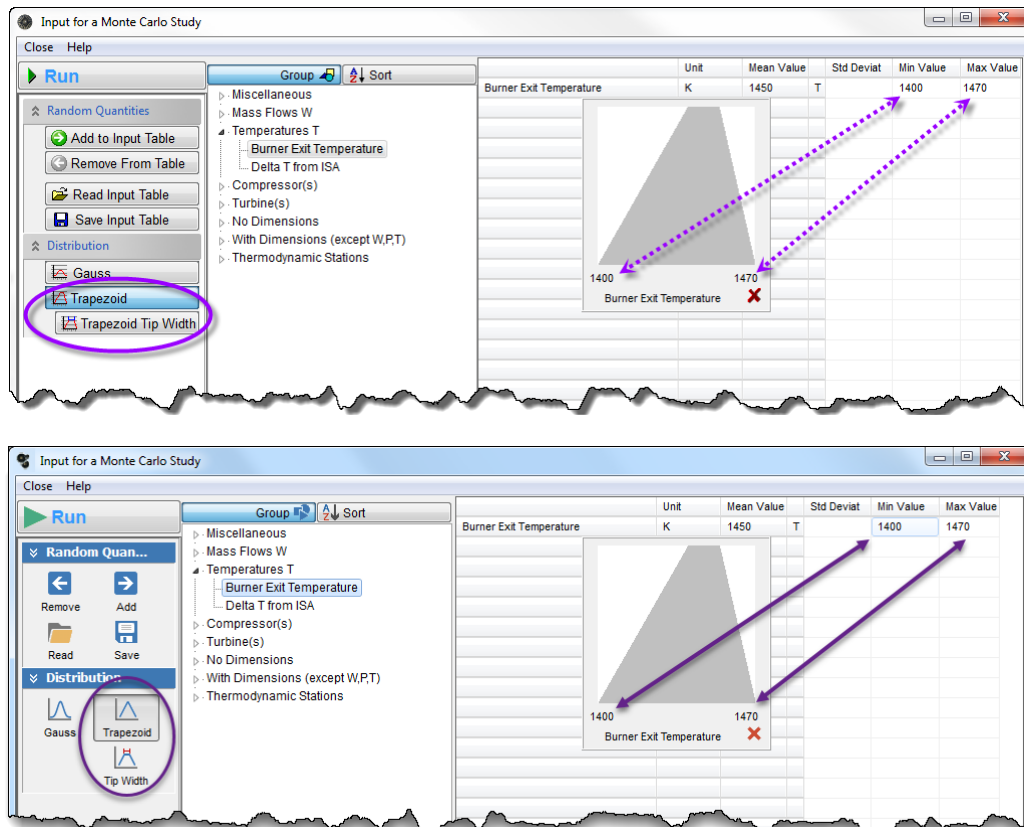 Input for a Monte Carlo Study
Close Help
Run
Random Quantities
Add to Input Table
Remove From Table
Read Input Table
Save Input Table
Distribution
Gauss
Trapezoid
Trapezoid Tip Width
Group Sort
Miscellaneous
Mass Flows W
Temperatures T
Burner Exit Temperature
Delta T from ISA
Compressor(s)
Turbine(s)
No Dimensions
With Dimensions (except W,P,T)
Thermodynamic Stations
Unit Mean Value Std Deviat Min Value Max Value
Burner Exit Temperature K 1450 T 1400 1470
1400 1470
Burner Exit Temperature
Input for a Monte Carlo Study
Close Help
Run
Random Quan...
Remove Add
Read Save
Distribution
Gauss Trapezoid
Tip Width
Group Sort
Miscellaneous
Mass Flows W
Temperatures T
Burner Exit Temperature
Delta T from ISA
Compressor(s)
Turbine(s)
No Dimensions
With Dimensions (except W,P,T)
Thermodynamic Stations
Unit Mean Value Std Deviat Min Value Max Value
Burner Exit Temperature K 1450 T 1400 1470
1400 1470
Burner Exit Temperature